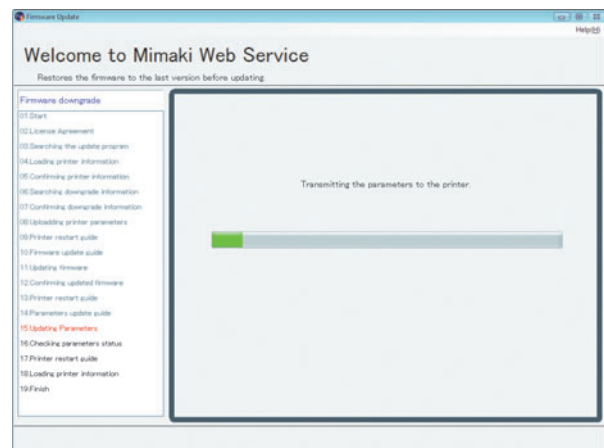 Firmware Update
Help(H)
Welcome to Mimaki Web Service
Restores the firmware to the last version before updating.
Firmware downgrade
01.Start
02.License Agreement
03.Searching the update program
04.Loading printer information
05.Confirming printer information
06.Searching downgrade information
07.Confirming downgrade information
08.Uploadding printer parameters
09.Printer restart guide
10.Firmware update guide
11.Updating firmware
12.Confirming updated firmware
13.Printer restart guide
14.Parameters update guide
15.Updating Parameters
16.Checking parameters status
17.Printer restart guide
18.Loading printer information
19.Finish
Transmitting the parameters to the printer.